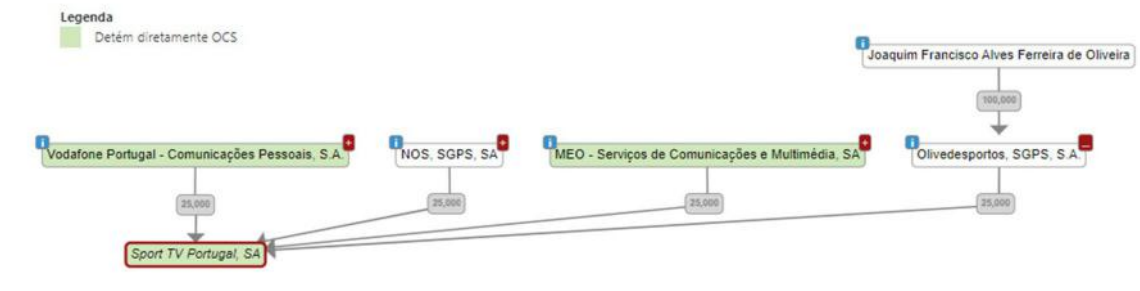 Legenda
Detém diretamente OCS
Joaquim Francisco Alves Ferreira de Oliveira
100,000
Vodafone Portugal - Comunicações Pessoais, S.A.
NOS, SGPS, SA
MEO - Serviços de Comunicações e Multimédia, SA
Olivedesportos, SGPS, S.A.
25,000
25,000
25,000
25,000
Sport TV Portugal, SA